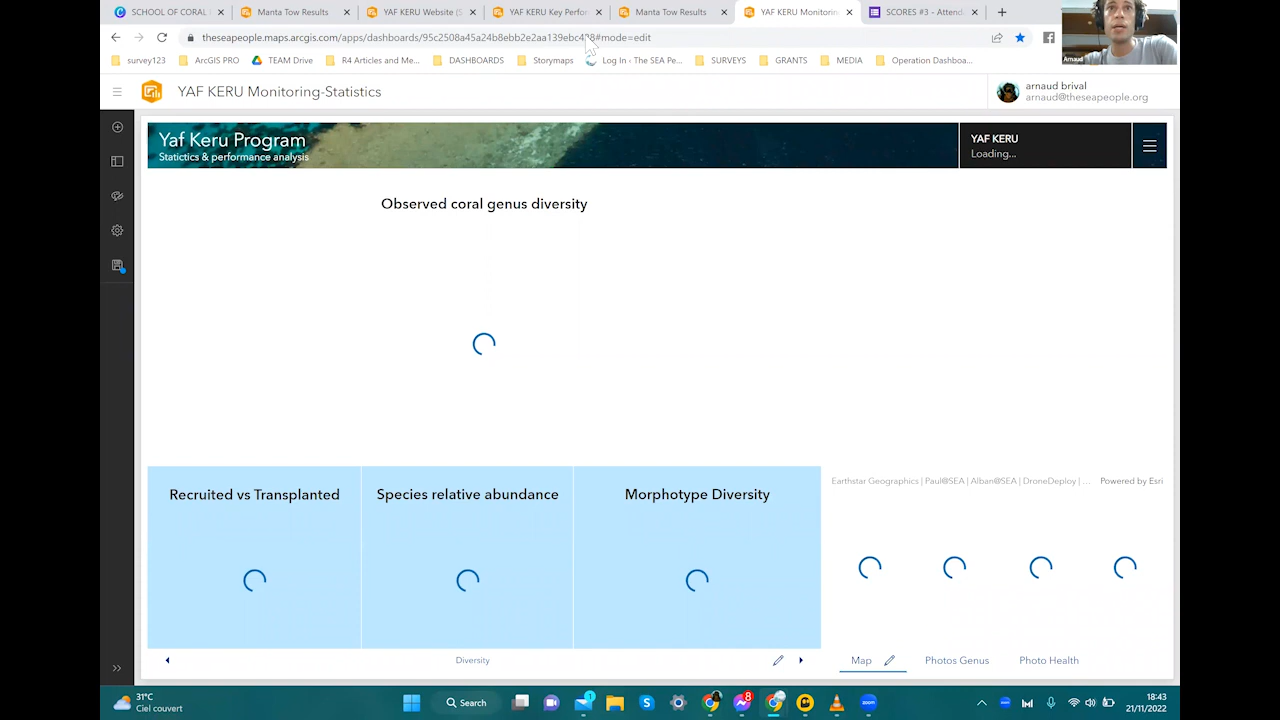 SCHOOL OF CORAL
Manta Tow Results
YAF KERU Website (S
YAF KERU Key Perfor
Manta Tow Results
YAF KERU Monitorin
SCORES #3 - Attend
theseapeople.maps.arcgis.com/apps/dashboards/95c2508a45a24b8ebb2e2aa139ebc4#mode=edit
survey123
ArcGIS PRO
TEAM Drive
R4 Articles and Me...
DASHBOARDS
Storymaps
Log In ‹ The SEA Pe...
SURVEYS
GRANTS
MEDIA
Operation Dashboa...
Arnaud
YAF KERU Monitoring-Statistics
arnaud brival
arnaud@theseapeople.org
Yaf Keru Program
Statictics & performance analysis
YAF KERU
Loading...
Observed coral genus diversity
Recruited vs Transplanted
Species relative abundance
Morphotype Diversity
Earthstar Geographics | Paul@SEA | Alban@SEA | DroneDeploy | ...
Powered by Esri
Diversity
Map
Photos Genus
Photo Health
31°C
Ciel couvert
Search
1
8
18:43
21/11/2022